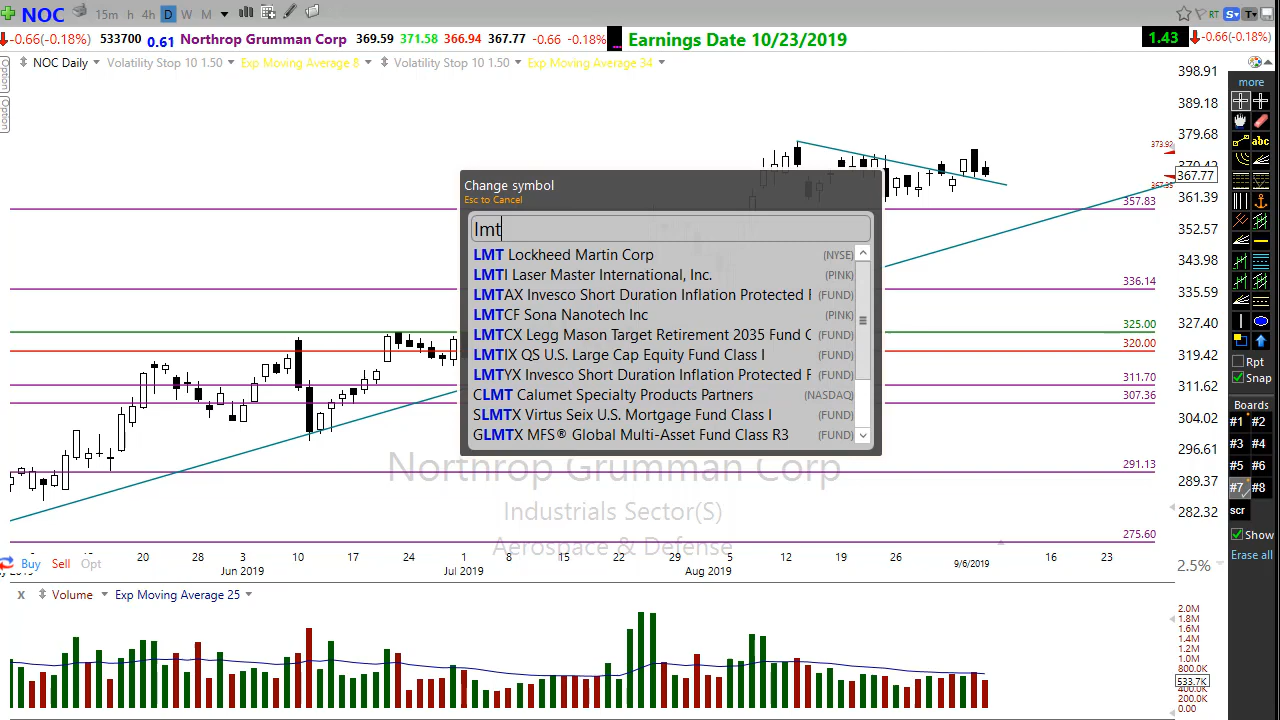 NOC 15m h 4h D W M RT S T
-0.66(-0.18%) 533700 0.61 Northrop Grumman Corp 369.59 371.58 366.94 367.77 -0.66 -0.18% ... Earnings Date 10/23/2019 1.43 -0.66(-0.18%)
NOC Daily Volatility Stop 10 1.50 Exp Moving Average 8 Volatility Stop 10 1.50 Exp Moving Average 34
Option
Option
398.91
389.18
379.68
373.92
367.77
361.39
357.83
352.57
343.98
336.14
335.59
327.40
325.00
320.00
319.42
311.70
311.62
307.36
304.02
296.61
291.13
289.37
282.32
275.60
2.5%
Change symbol
Esc to Cancel
lmt
LMT Lockheed Martin Corp (NYSE)
LMTI Laser Master International, Inc. (PINK)
LMTAX Invesco Short Duration Inflation Protected F (FUND)
LMTCF Sona Nanotech Inc (PINK)
LMTCX Legg Mason Target Retirement 2035 Fund C (FUND)
LMTIX QS U.S. Large Cap Equity Fund Class I (FUND)
LMTYX Invesco Short Duration Inflation Protected F (FUND)
CLMT Calumet Specialty Products Partners (NASDAQ)
SLMTX Virtus Seix U.S. Mortgage Fund Class I (FUND)
GLMTX MFS® Global Multi-Asset Fund Class R3 (FUND)
Northrop Grumman Corp
Industrials Sector(S)
Aerospace & Defense
20 28 3 10 17 24 1 8 15 22 29 5 12 19 26 9/6/2019 16 23
2019 Jun 2019 Jul 2019 Aug 2019
Buy Sell Opt
x Volume Exp Moving Average 25
2.0M
1.8M
1.6M
1.4M
1.2M
1.0M
800.0K
533.7K
400.0K
200.0K
0.00
more
abc
Rpt
Snap
Boards
#1 #2
#3 #4
#5 #6
#7 #8
scr
Show
Erase all